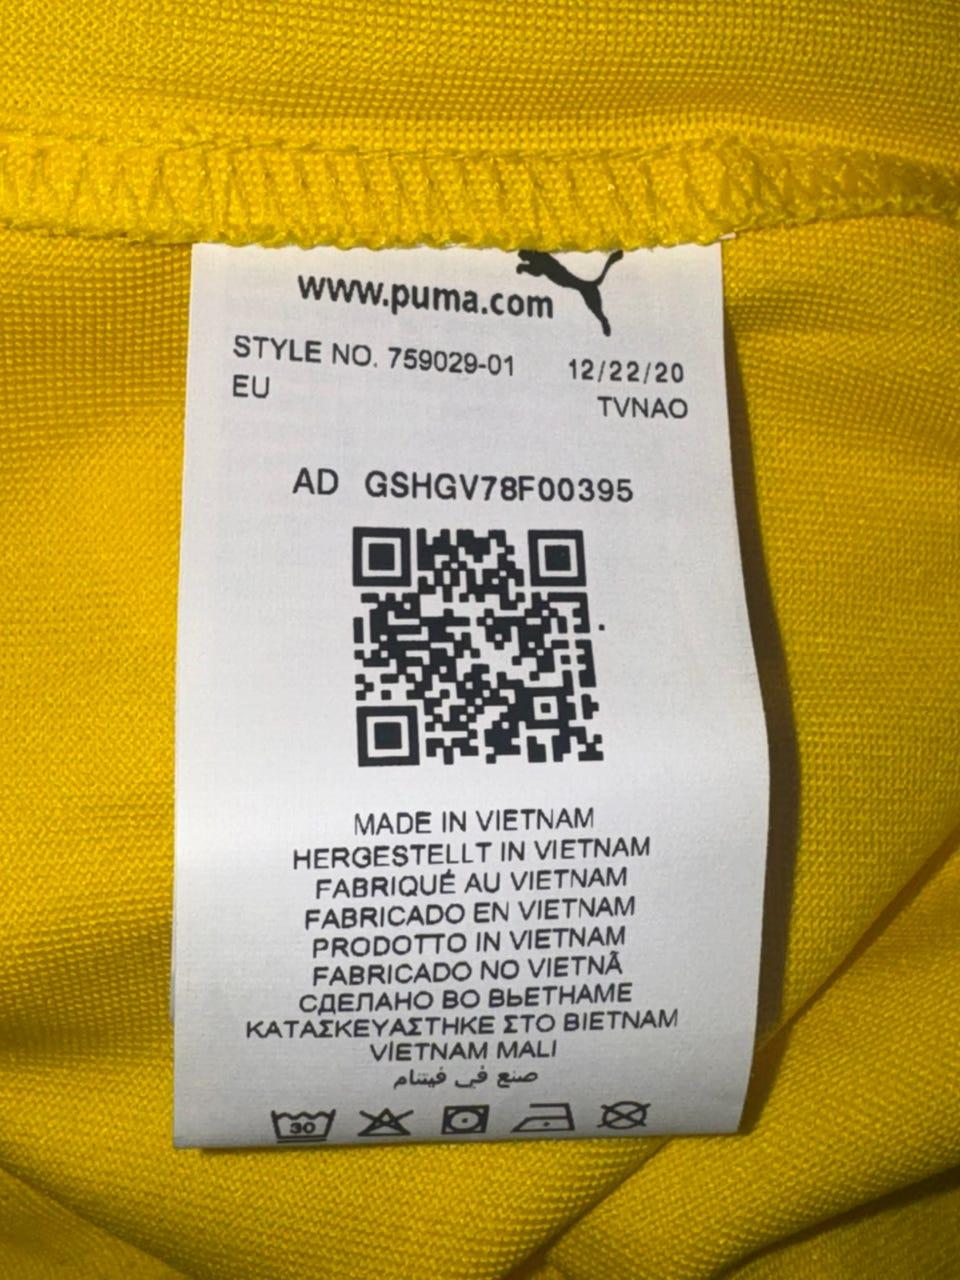 www.puma.com
STYLE NO. 759029-01 12/22/20
EU TVNAO
AD GSHGV78F00395
MADE IN VIETNAM
HERGESTELLT IN VIETNAM
FABRIQUÉ AU VIETNAM
FABRICADO EN VIETNAM
PRODOTTO IN VIETNAM
FABRICADO NO VIETNÃ
СДЕЛАНО ВО ВЬЕТНАМЕ
ΚΑΤΑΣΚΕΥΑΣΤΗΚΕ ΣΤΟ ΒΙΕΤΝΑΜ
VİETNAM MALI
صنع في فيتنام
30